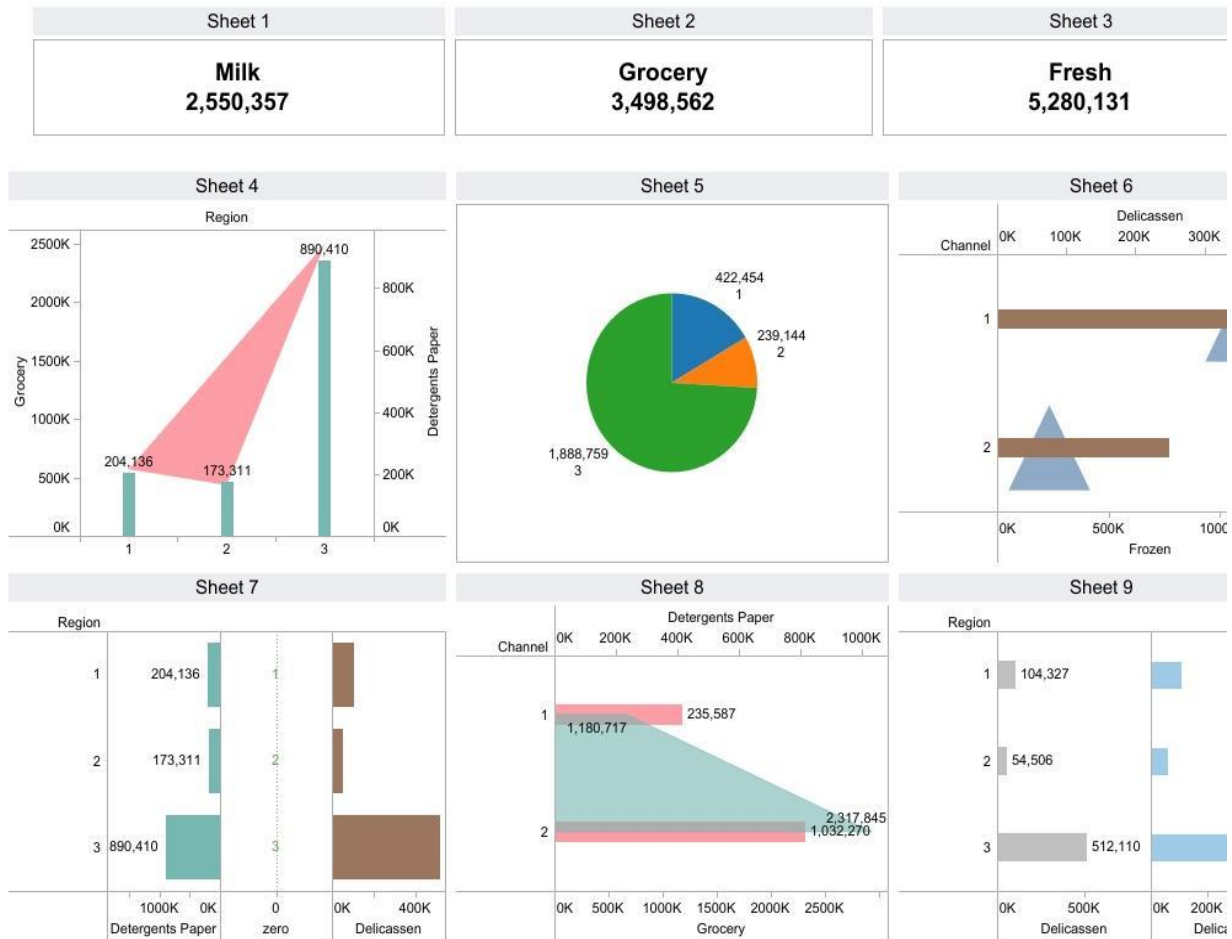 Sheet 1
Sheet 2
Sheet 3
Milk
2,550,357
Grocery
3,498,562
Fresh
5,280,131
Sheet 4
Region
2500K
2000K
1500K
1000K
500K
0K
Grocery
890,410
204,136
173,311
800K
600K
400K
200K
0K
Detergents Paper
1 2 3
Sheet 5
422,454
1
239,144
2
1,888,759
3
Sheet 6
Delicassen
Channel 0K 100K 200K 300K
1
2
0K 500K 1000
Frozen
Sheet 7
Region
1 204,136 1
2 173,311 2
3 890,410 3
1000K 0K 0 0K 400K
Detergents Paper zero Delicassen
Sheet 8
Detergents Paper
0K 200K 400K 600K 800K 1000K
Channel
1 235,587
1,180,717
2,317,845
2 1,032,270
0K 500K 1000K 1500K 2000K 2500K
Grocery
Sheet 9
Region
1 104,327
2 54,506
3 512,110
0K 500K 0K 200K
Delicassen Delica